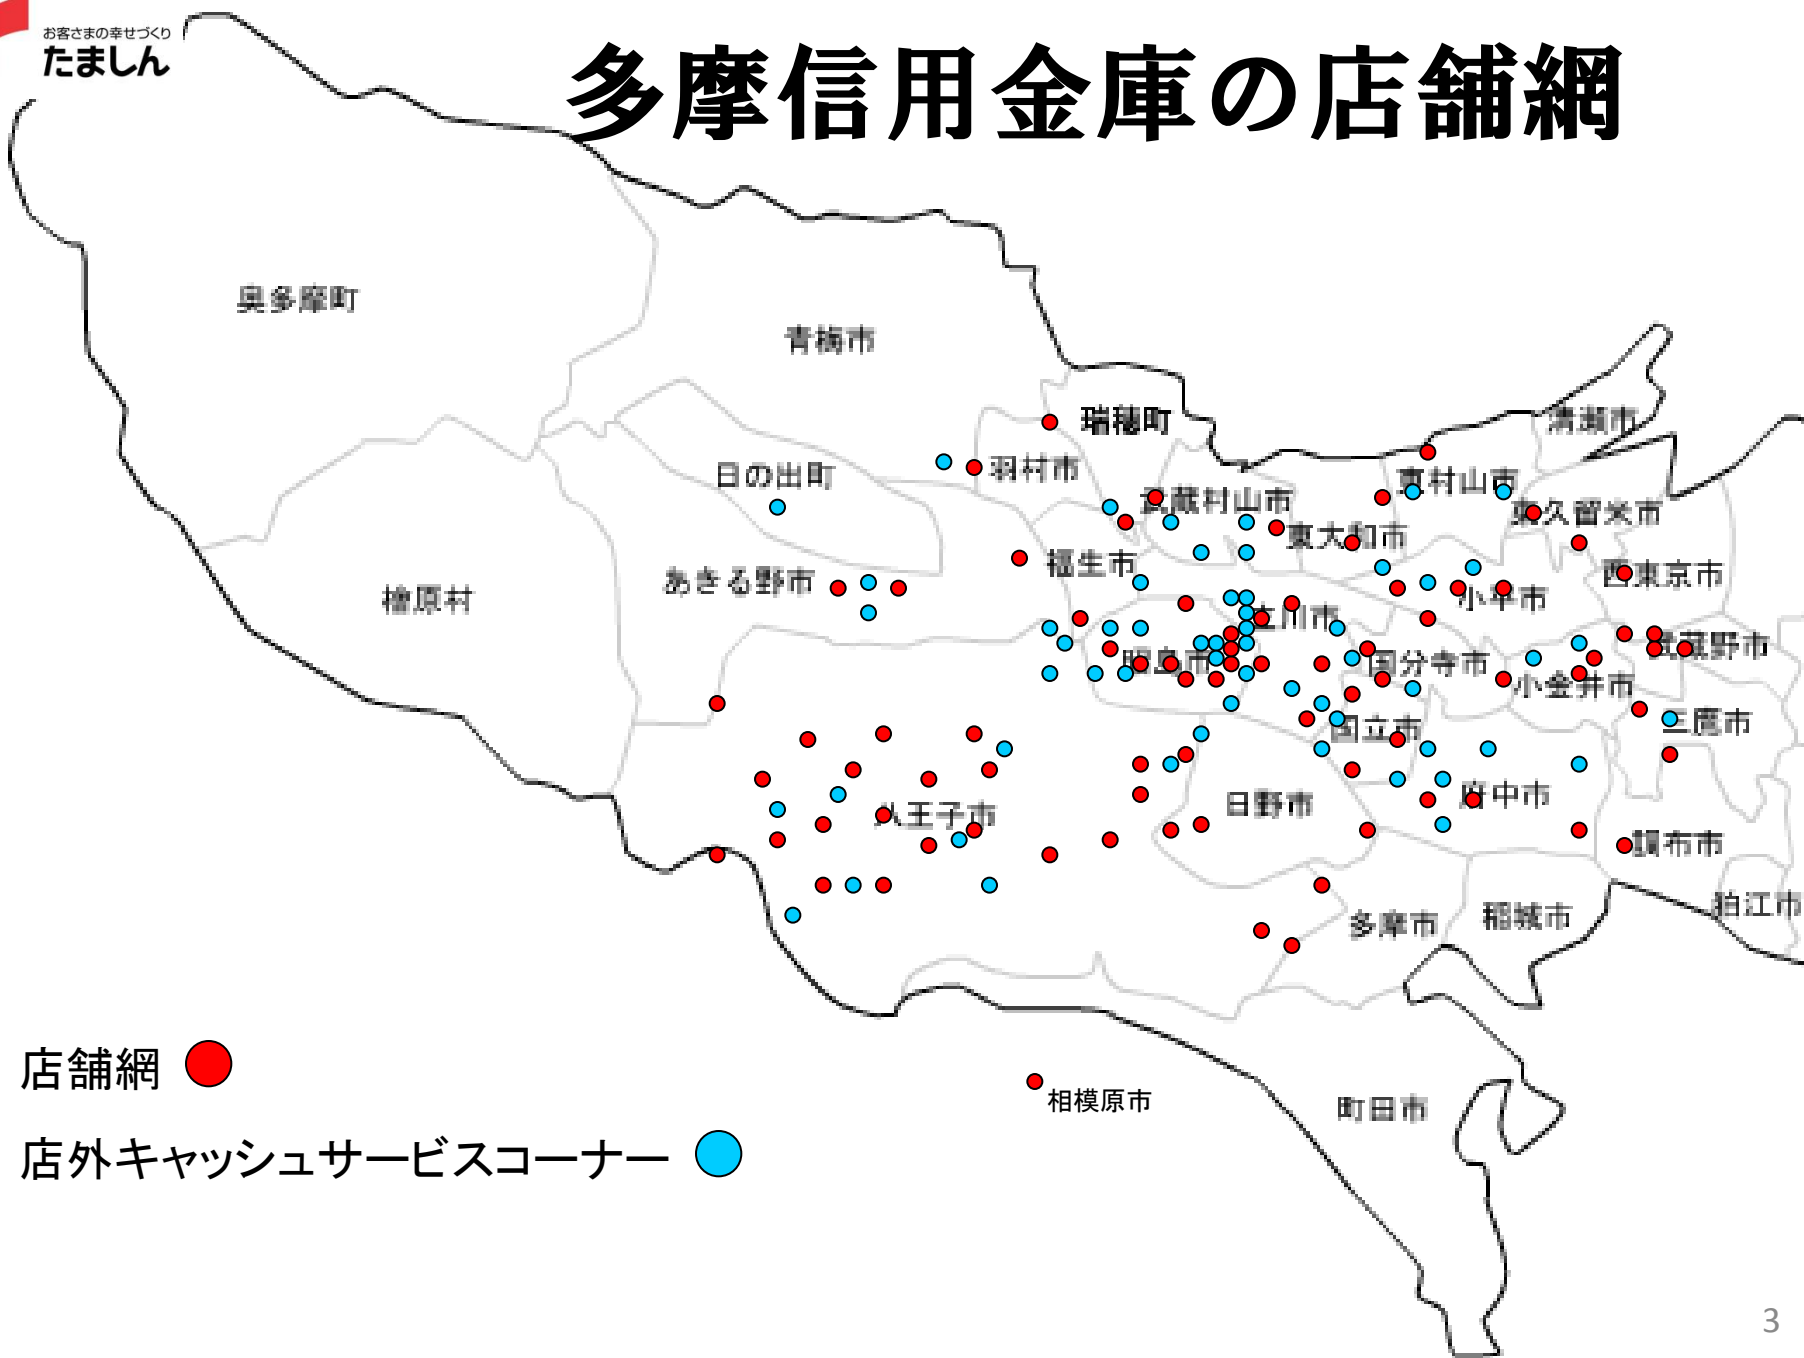 お客さまの幸せづくり
たましん
多摩信用金庫の店舗網
奥多摩町
青梅市
瑞穂町
清瀬市
日の出町
羽村市
武蔵村山市
東村山市
東久留米市
東大和市
あきる野市
福生市
西東京市
檜原村
小平市
立川市
昭島市
国分寺市
武蔵野市
小金井市
国立市
三鷹市
八王子市
日野市
府中市
調布市
多摩市
稲城市
狛江市
店舗網
相模原市
町田市
店外キャッシュサービスコーナー
3